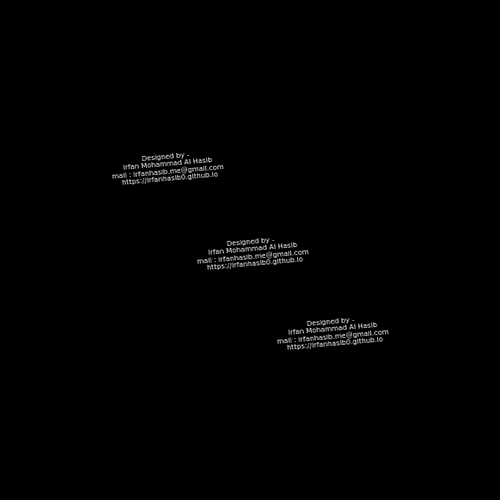 Designed by -
Irfan Mohammad Al Hasib
mail : irfanhasib.me@gmail.com
https://irfanhasib0.github.io
Designed by -
Irfan Mohammad Al Hasib
mail : irfanhasib.me@gmail.com
https://irfanhasib0.github.io
Designed by -
Irfan Mohammad Al Hasib
mail : irfanhasib.me@gmail.com
https://irfanhasib0.github.io